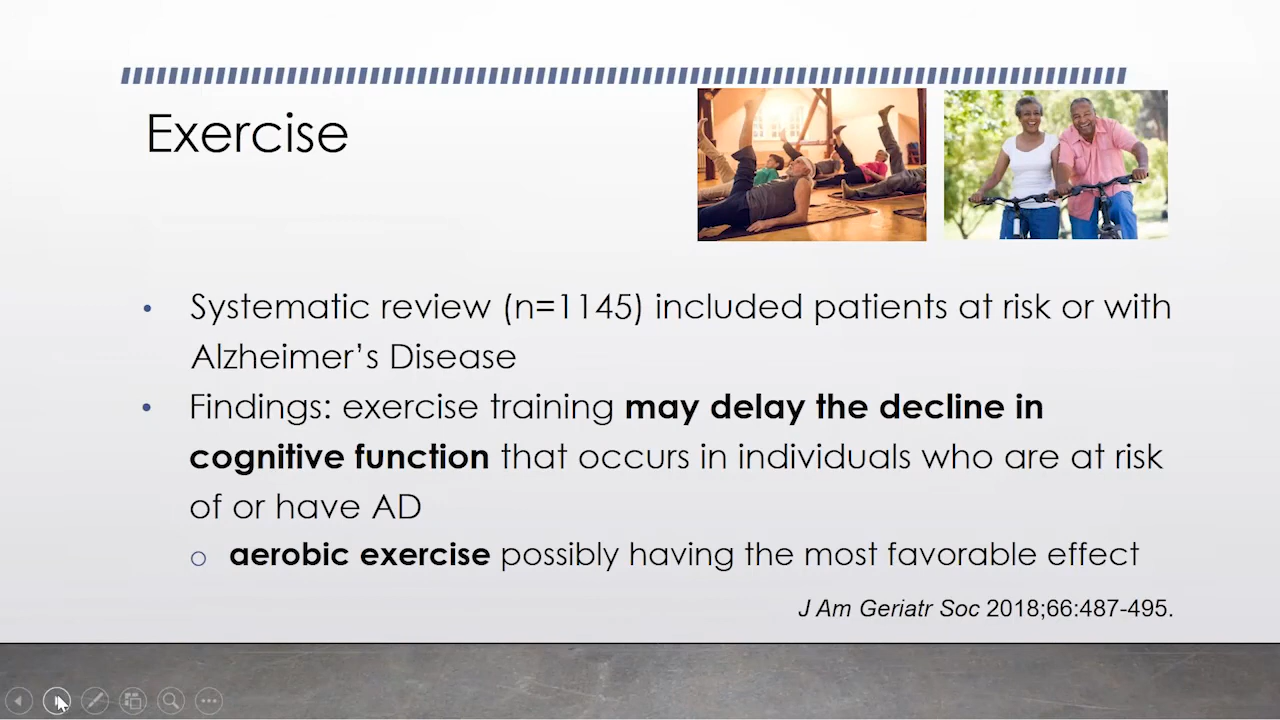 Exercise
• Systematic review (n=1145) included patients at risk or with
Alzheimer's Disease
• Findings: exercise training may delay the decline in
cognitive function that occurs in individuals who are at risk
of or have AD
o aerobic exercise possibly having the most favorable effect
J Am Geriatr Soc 2018;66:487-495.